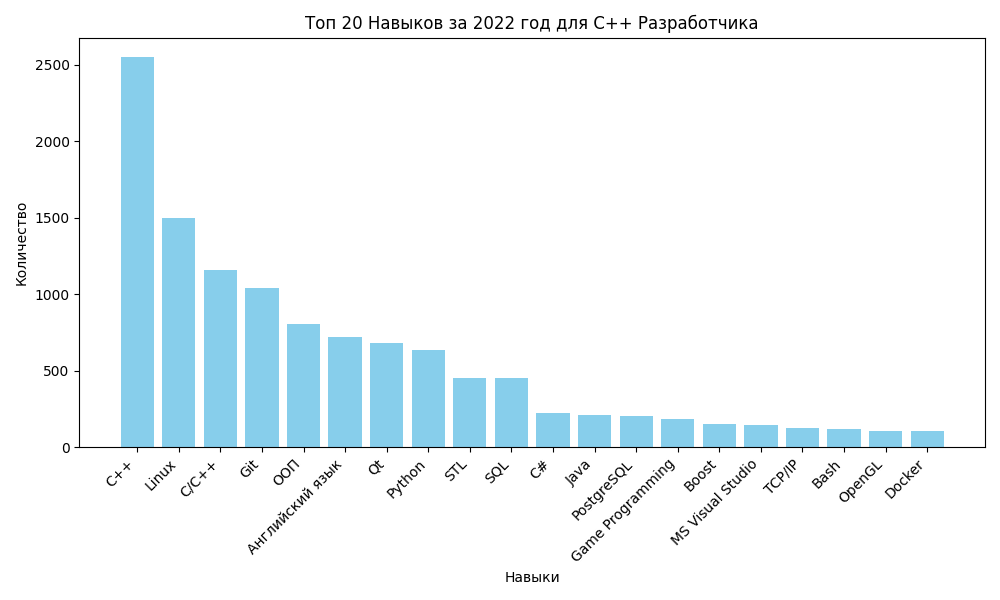 Топ 20 Навыков за 2022 год для C++ Разработчика
Количество
2500
2000
1500
1000
500
0
C++
Linux
C/C++
Git
ООП
Английский язык
Qt
Python
STL
SQL
C#
Java
PostgreSQL
Game Programming
Boost
MS Visual Studio
TCP/IP
Bash
OpenGL
Docker
Навыки